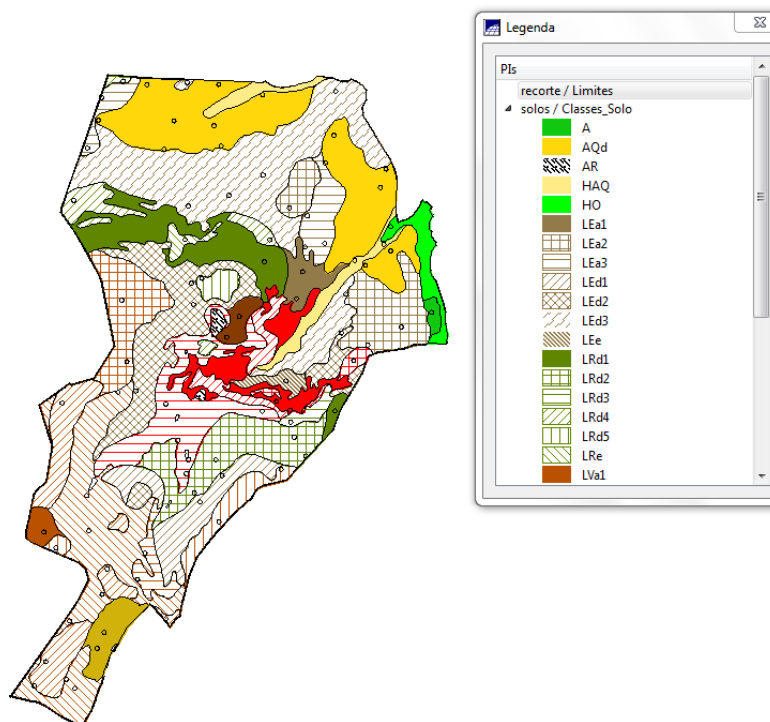 Legenda
PIs
recorte / Limites
solos / Classes_Solo
A
AQd
AR
HAQ
HO
LEa1
LEa2
LEa3
LEd1
LEd2
LEd3
LEe
LRd1
LRd2
LRd3
LRd4
LRd5
LRe
LVa1